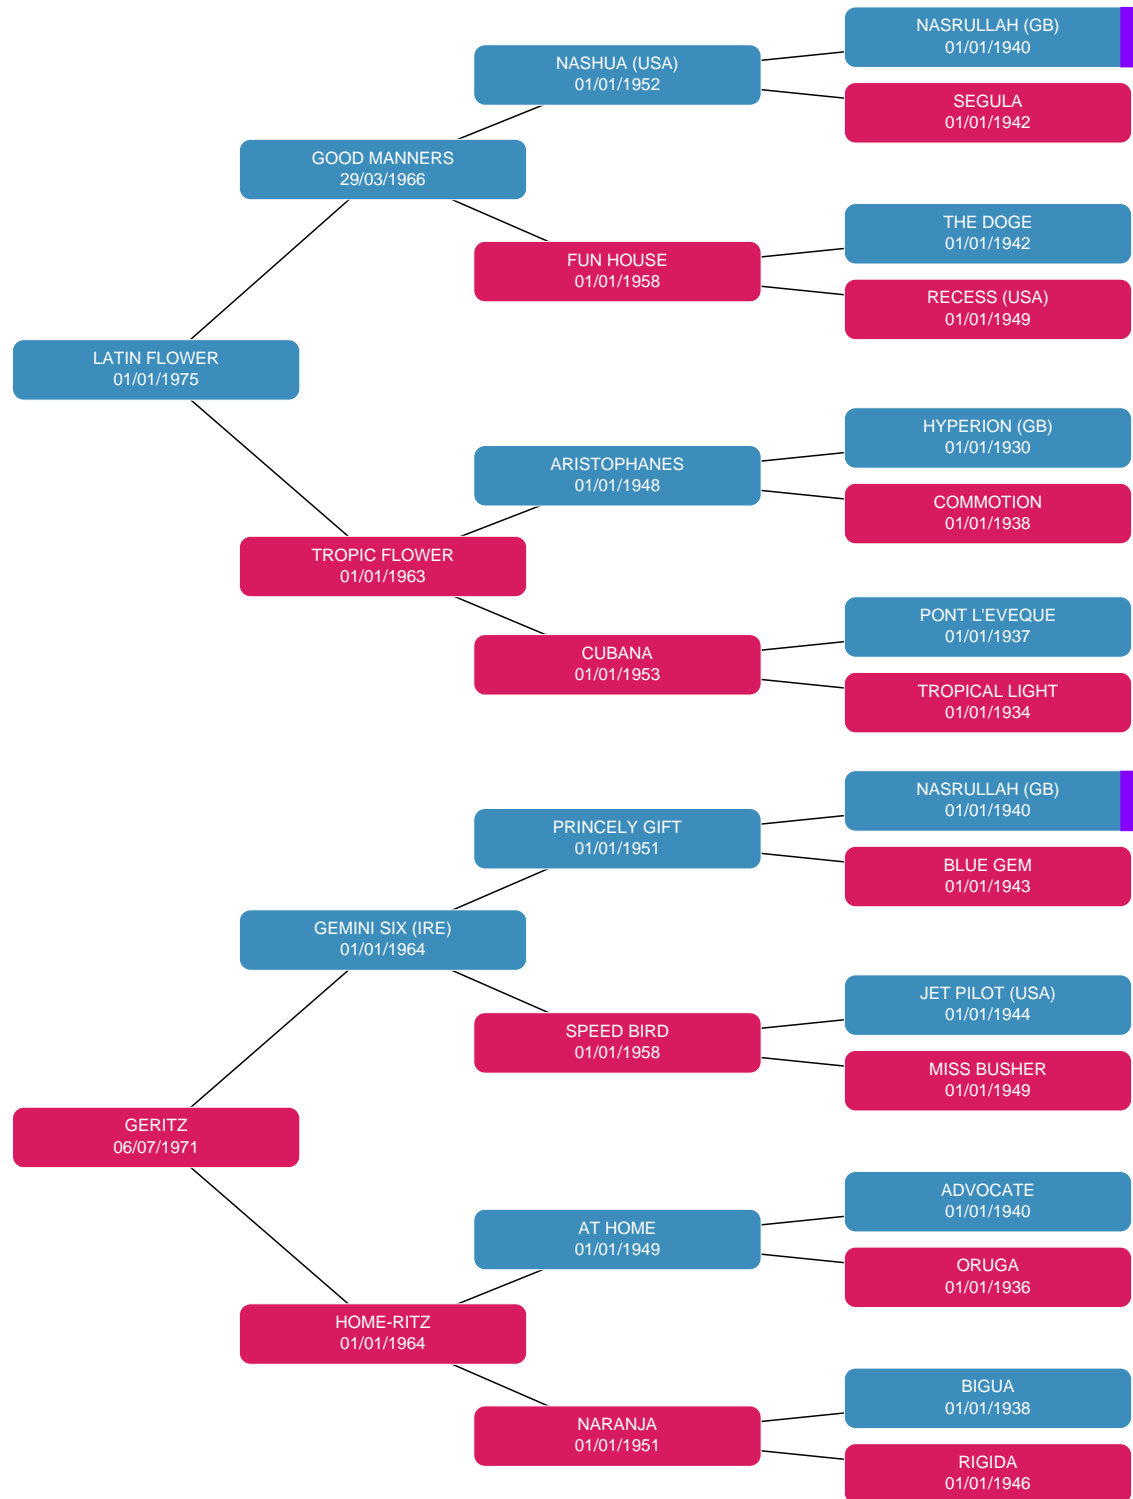 NASRULLAH (GB)
01/01/1940
NASHUA (USA)
01/01/1952
SEGULA
01/01/1942
GOOD MANNERS
29/03/1966
THE DOGE
01/01/1942
FUN HOUSE
01/01/1958
RECESS (USA)
01/01/1949
LATIN FLOWER
01/01/1975
HYPERION (GB)
01/01/1930
ARISTOPHANES
01/01/1948
COMMOTION
01/01/1938
TROPIC FLOWER
01/01/1963
PONT L'EVEQUE
01/01/1937
CUBANA
01/01/1953
TROPICAL LIGHT
01/01/1934
NASRULLAH (GB)
01/01/1940
PRINCELY GIFT
01/01/1951
BLUE GEM
01/01/1943
GEMINI SIX (IRE)
01/01/1964
JET PILOT (USA)
01/01/1944
SPEED BIRD
01/01/1958
MISS BUSHER
01/01/1949
GERITZ
06/07/1971
ADVOCATE
01/01/1940
AT HOME
01/01/1949
ORUGA
01/01/1936
HOME-RITZ
01/01/1964
BIGUA
01/01/1938
NARANJA
01/01/1951
RIGIDA
01/01/1946